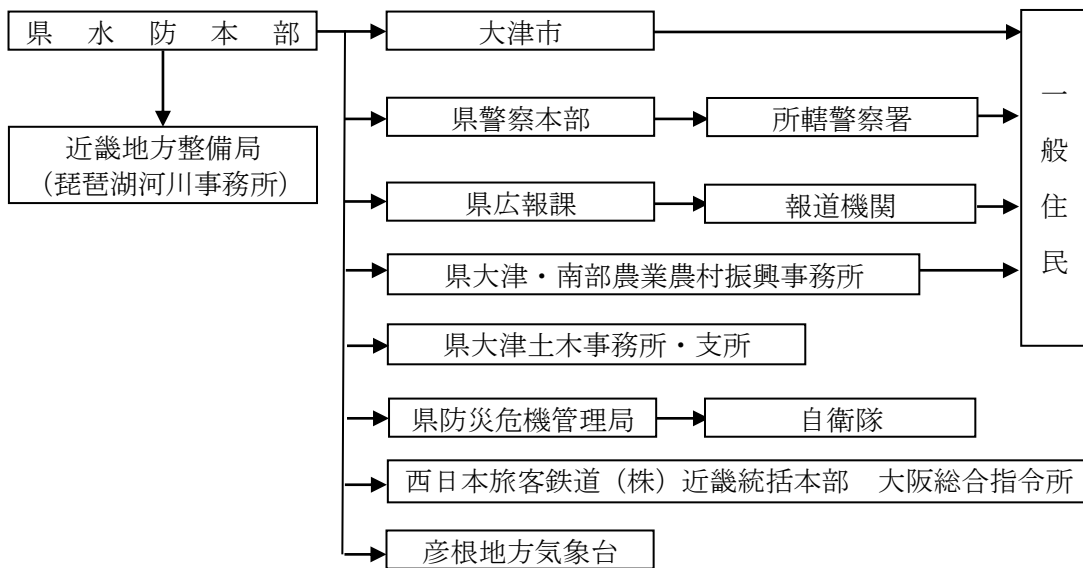 県水防本部
大津市
県警察本部
所轄警察署
近畿地方整備局
（琵琶湖河川事務所）
県広報課
報道機関
一般住民
県大津・南部農業農村振興事務所
県大津土木事務所・支所
県防災危機管理局
自衛隊
西日本旅客鉄道（株）近畿統括本部　大阪総合指令所
彦根地方気象台